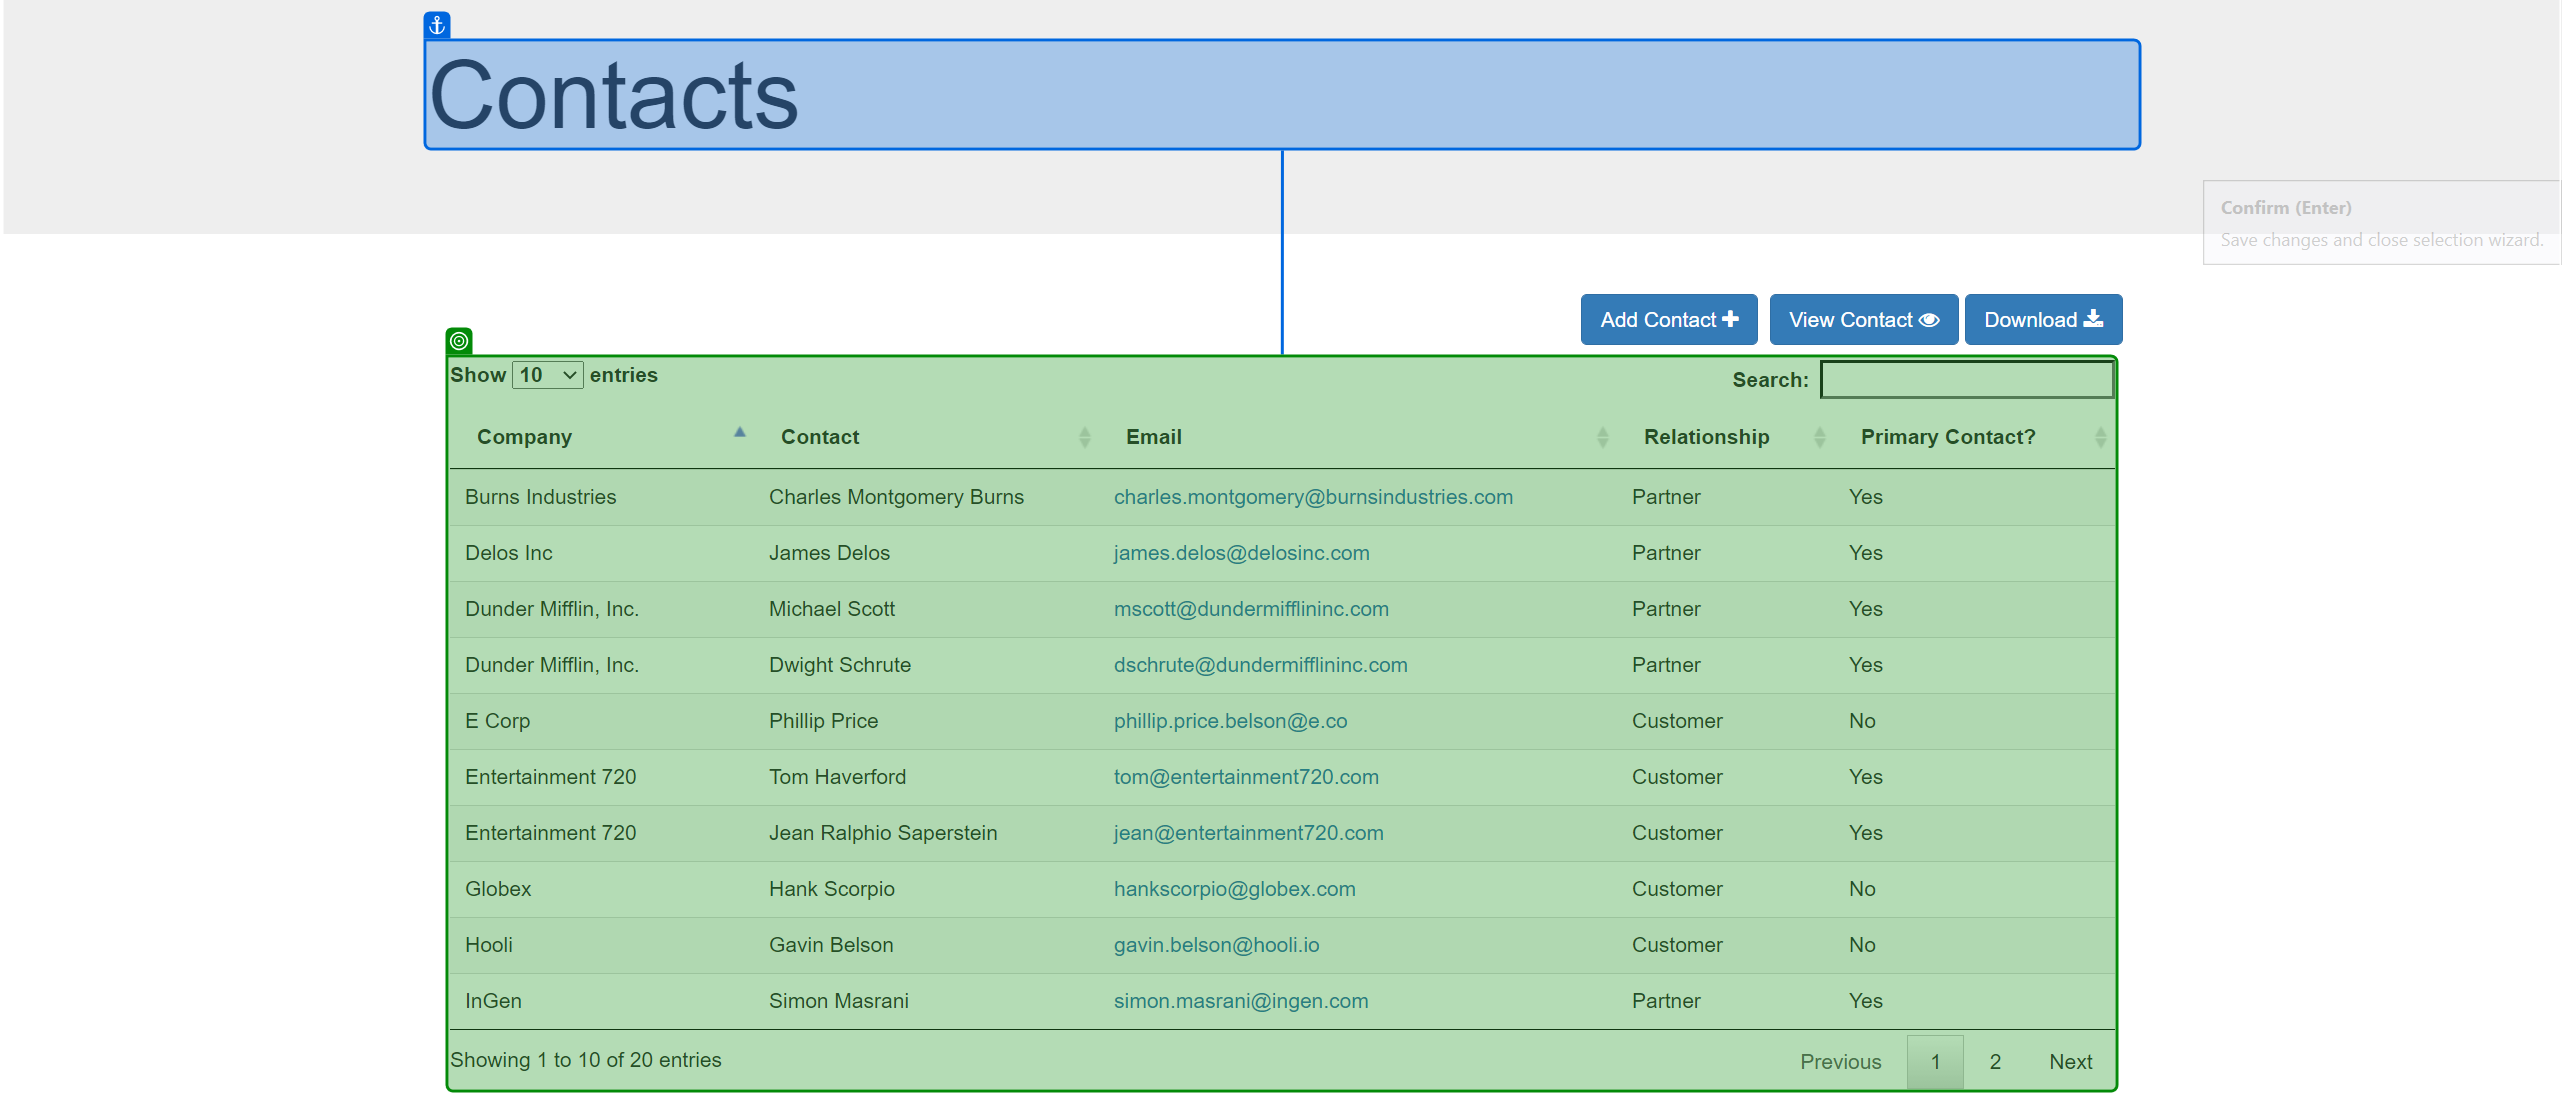 Contacts
Confirm (Enter)
Save changes and close selection wizard.
Add Contact View Contact Download
Show 10 entries Search:
Company Contact Email Relationship Primary Contact?
Burns Industries Charles Montgomery Burns charles.montgomery@burnsindustries.com Partner Yes
Delos Inc James Delos james.delos@delosinc.com Partner Yes
Dunder Mifflin, Inc. Michael Scott mscott@dundermifflininc.com Partner Yes
Dunder Mifflin, Inc. Dwight Schrute dschrute@dundermifflininc.com Partner Yes
E Corp Phillip Price phillip.price.belson@e.co Customer No
Entertainment 720 Tom Haverford tom@entertainment720.com Customer Yes
Entertainment 720 Jean Ralphio Saperstein jean@entertainment720.com Customer Yes
Globex Hank Scorpio hankscorpio@globex.com Customer No
Hooli Gavin Belson gavin.belson@hooli.io Customer No
InGen Simon Masrani simon.masrani@ingen.com Partner Yes
Showing 1 to 10 of 20 entries Previous 1 2 Next